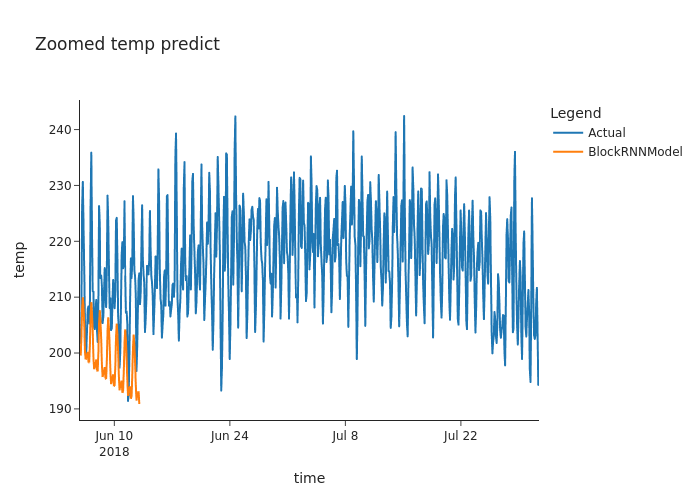 Zoomed temp predict
Legend
Actual
BlockRNNModel
240
230
220
210
200
190
temp
Jun 10
2018
Jun 24
Jul 8
Jul 22
time